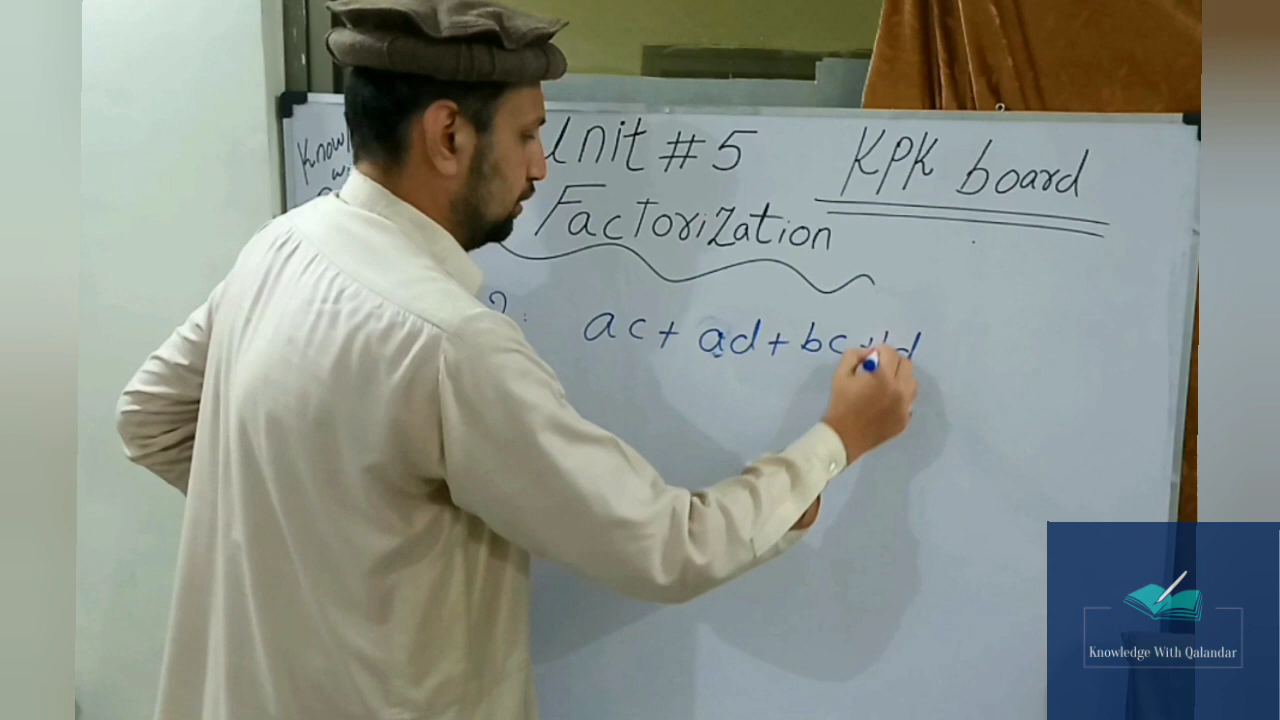 Unit #5
KPK board
Factorization
ac + ad + bc
Knowledge With Qalandar